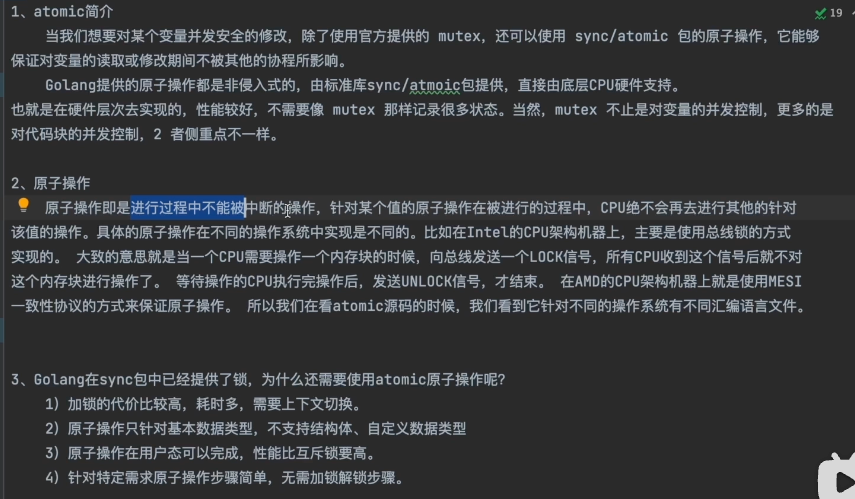 1、atomic简介
19
当我们想要对某个变量并发安全的修改，除了使用官方提供的 mutex，还可以使用 sync/atomic 包的原子操作，它能够
保证对变量的读取或修改期间不被其他的协程所影响。
Golang提供的原子操作都是非侵入式的，由标准库sync/atmoic包提供，直接由底层CPU硬件支持。
也就是在硬件层次去实现的，性能较好，不需要像 mutex 那样记录很多状态。当然，mutex 不止是对变量的并发控制，更多的是
对代码块的并发控制，2 者侧重点不一样。
2、原子操作
原子操作即是进行过程中不能被中断的操作，针对某个值的原子操作在被进行的过程中，CPU绝不会再去进行其他的针对
该值的操作。具体的原子操作在不同的操作系统中实现是不同的。比如在Intel的CPU架构机器上，主要是使用总线锁的方式
实现的。 大致的意思就是当一个CPU需要操作一个内存块的时候，向总线发送一个LOCK信号，所有CPU收到这个信号后就不对
这个内存块进行操作了。 等待操作的CPU执行完操作后，发送UNLOCK信号，才结束。 在AMD的CPU架构机器上就是使用MESI
一致性协议的方式来保证原子操作。 所以我们在看atomic源码的时候，我们看到它针对不同的操作系统有不同汇编语言文件。
3、Golang在sync包中已经提供了锁，为什么还需要使用atomic原子操作呢?
1) 加锁的代价比较高，耗时多，需要上下文切换。
2) 原子操作只针对基本数据类型，不支持结构体、自定义数据类型
3) 原子操作在用户态可以完成，性能比互斥锁要高。
4) 针对特定需求原子操作步骤简单，无需加锁解锁步骤。